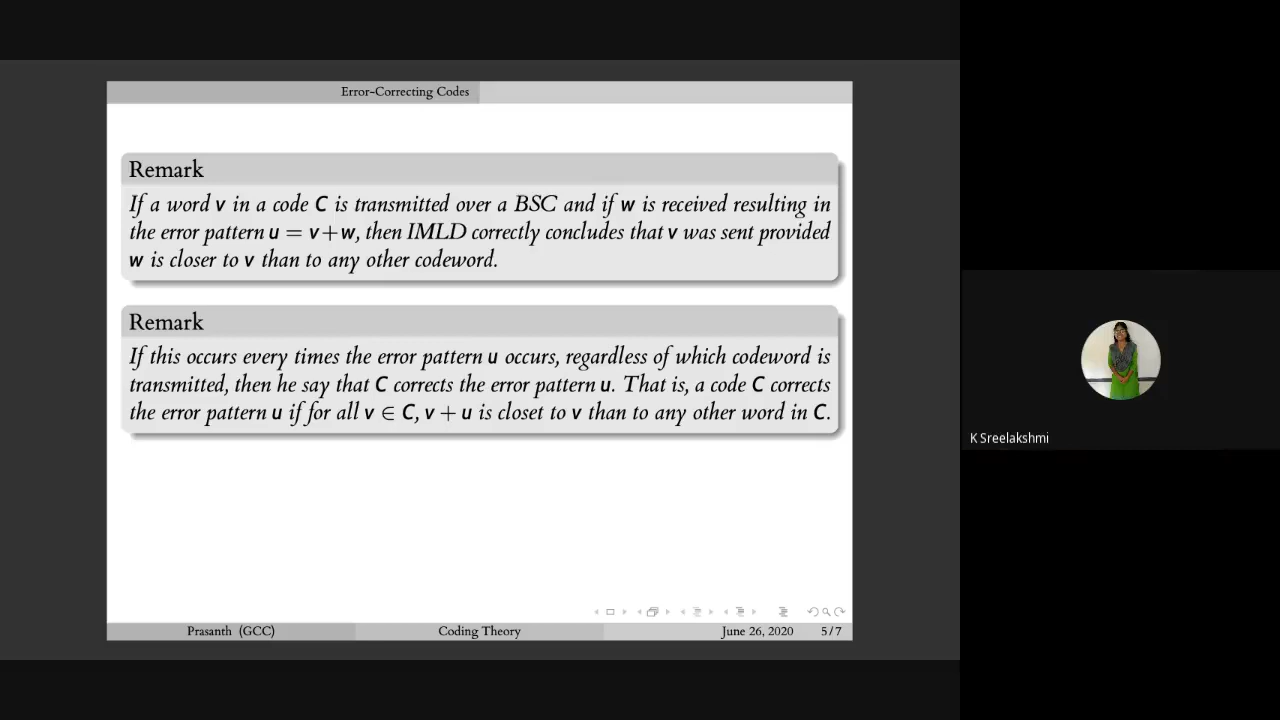 Error-Correcting Codes
Remark
If a word v in a code C is transmitted over a BSC and if w is received resulting in
the error pattern u = v+w, then IMLD correctly concludes that v was sent provided
w is closer to v than to any other codeword.
Remark
If this occurs every times the error pattern u occurs, regardless of which codeword is
transmitted, then he say that C corrects the error pattern u. That is, a code C corrects
the error pattern u if for all v ∈ C, v + u is closet to v than to any other word in C.
K Sreelakshmi
Prasanth (GCC) Coding Theory June 26, 2020 5/7